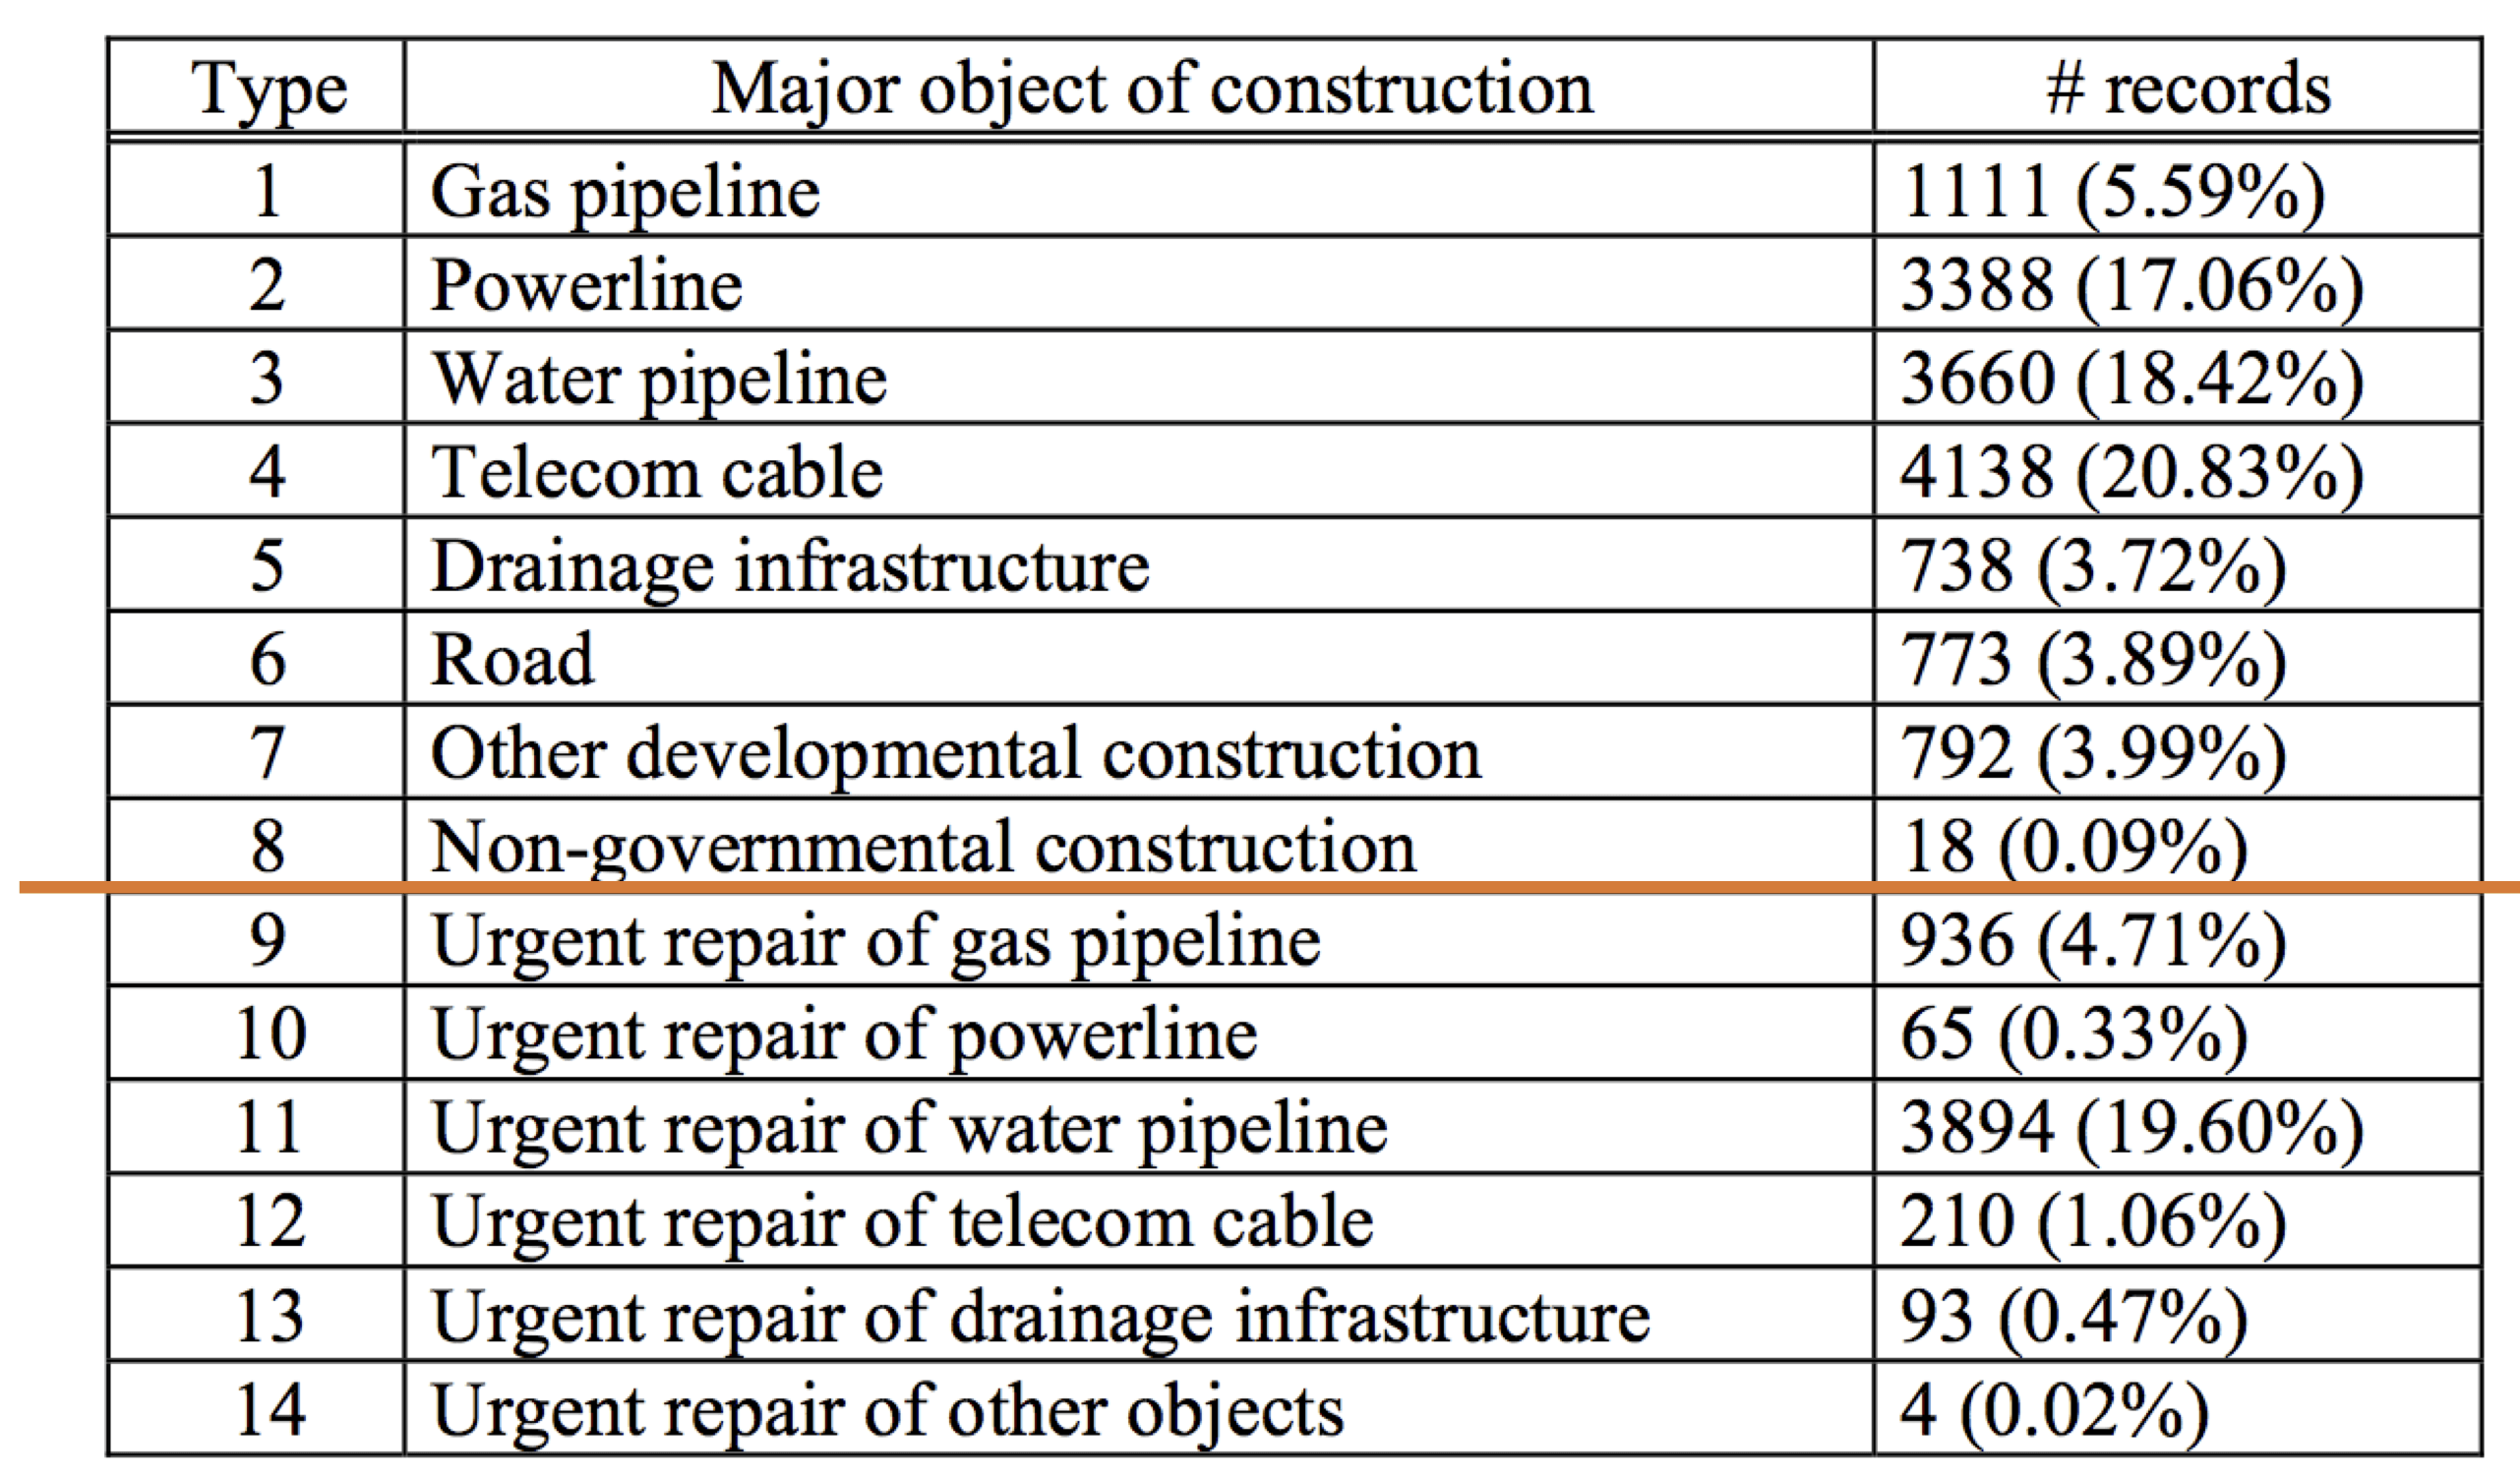 Type Major object of construction # records
1 Gas pipeline 1111 (5.59%)
2 Powerline 3388 (17.06%)
3 Water pipeline 3660 (18.42%)
4 Telecom cable 4138 (20.83%)
5 Drainage infrastructure 738 (3.72%)
6 Road 773 (3.89%)
7 Other developmental construction 792 (3.99%)
8 Non-governmental construction 18 (0.09%)
9 Urgent repair of gas pipeline 936 (4.71%)
10 Urgent repair of powerline 65 (0.33%)
11 Urgent repair of water pipeline 3894 (19.60%)
12 Urgent repair of telecom cable 210 (1.06%)
13 Urgent repair of drainage infrastructure 93 (0.47%)
14 Urgent repair of other objects 4 (0.02%)